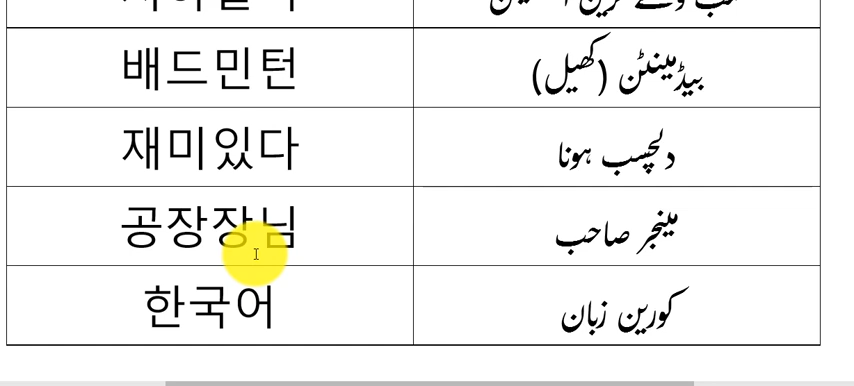 배드민턴 بیڈمینٹن (کھیل)
재미있다 دلچسب ہونا
공장장님 مینجر صاحب
한국어 کورین زبان